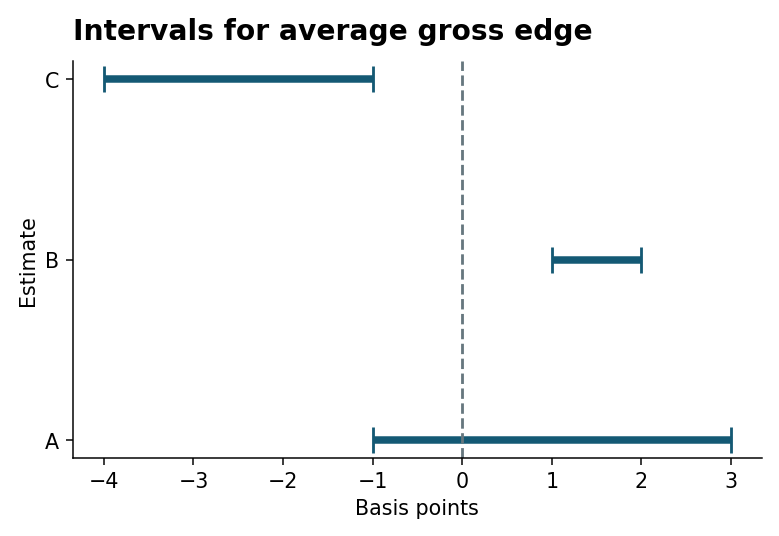 Intervals for average gross edge
Estimate
C
B
A
−4 −3 −2 −1 0 1 2 3
Basis points